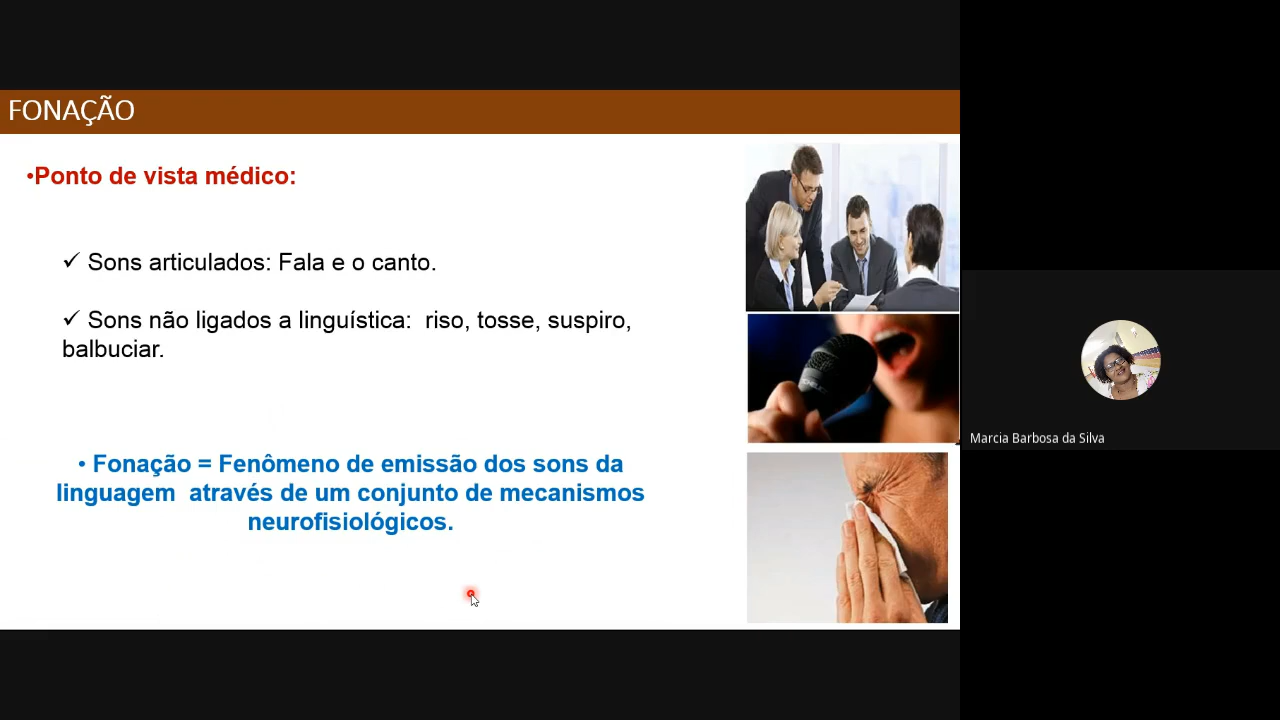 FONAÇÃO
•Ponto de vista médico:
✓ Sons articulados: Fala e o canto.
✓ Sons não ligados a linguística:  riso, tosse, suspiro,
balbuciar.
• Fonação = Fenômeno de emissão dos sons da
linguagem  através de um conjunto de mecanismos
neurofisiológicos.
Marcia Barbosa da Silva